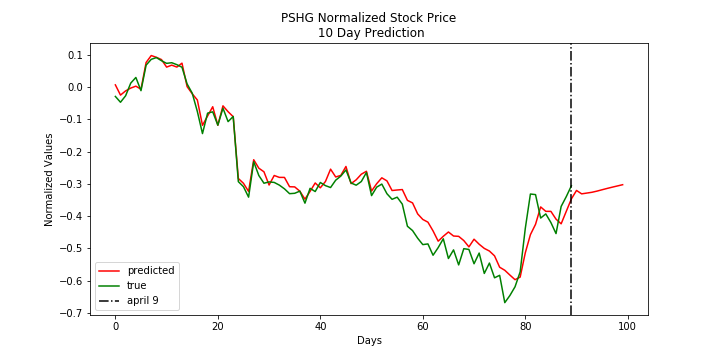 PSHG Normalized Stock Price
10 Day Prediction
Normalized Values
0.1
0.0
−0.1
−0.2
−0.3
−0.4
−0.5
−0.6
−0.7
predicted
true
april 9
0 20 40 60 80 100
Days